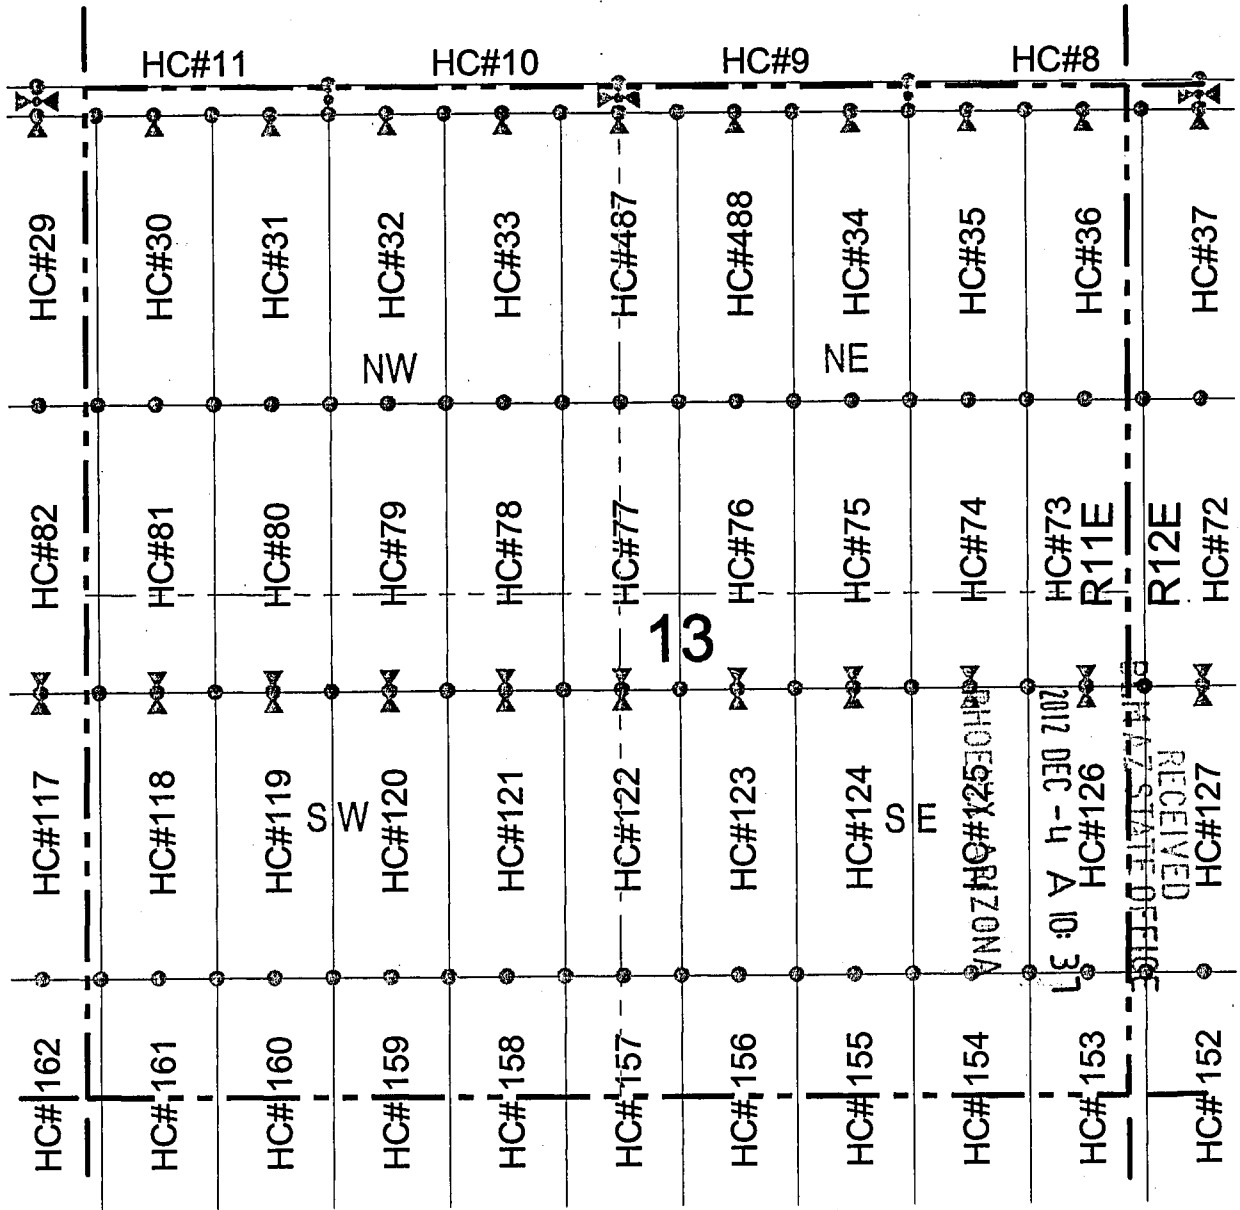 HC#11
HC#10
HC#9
HC#8
HC#29
HC#30
HC#31
HC#32
HC#33
HC#487
HC#488
HC#34
HC#35
HC#36
HC#37
NW
NE
HC#82
HC#81
HC#80
HC#79
HC#78
HC#77
HC#76
HC#75
HC#74
HC#73
R11E
R12E
HC#72
13
HC#117
HC#118
HC#119
SW
HC#120
HC#121
HC#122
HC#123
HC#124
SE
HC#125
HC#126
HC#127
RECEIVED
BLM AZ STATE OFFICE
2012 DEC -4 A 10: 37
PHOENIX, ARIZONA
HC# 162
HC# 161
HC# 160
HC# 159
HC# 158
HC# 157
HC# 156
HC# 155
HC# 154
HC# 153
HC# 152